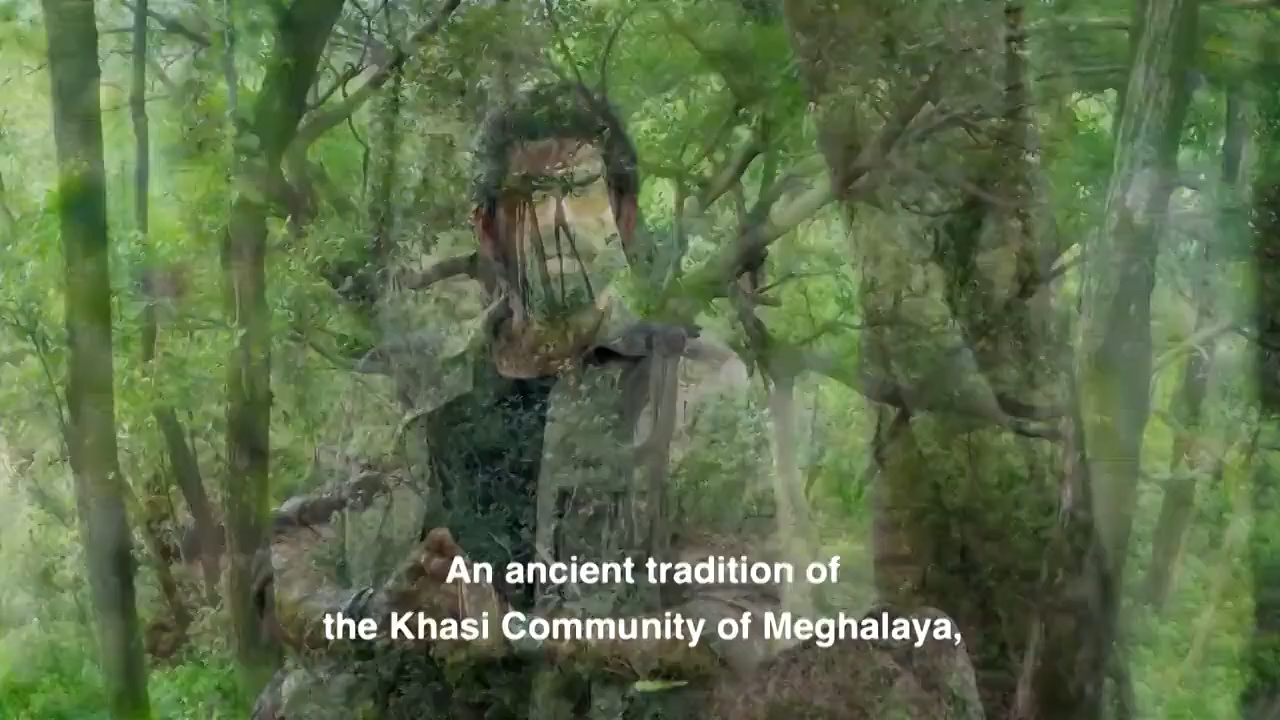 An ancient tradition of
the Khasi Community of Meghalaya,